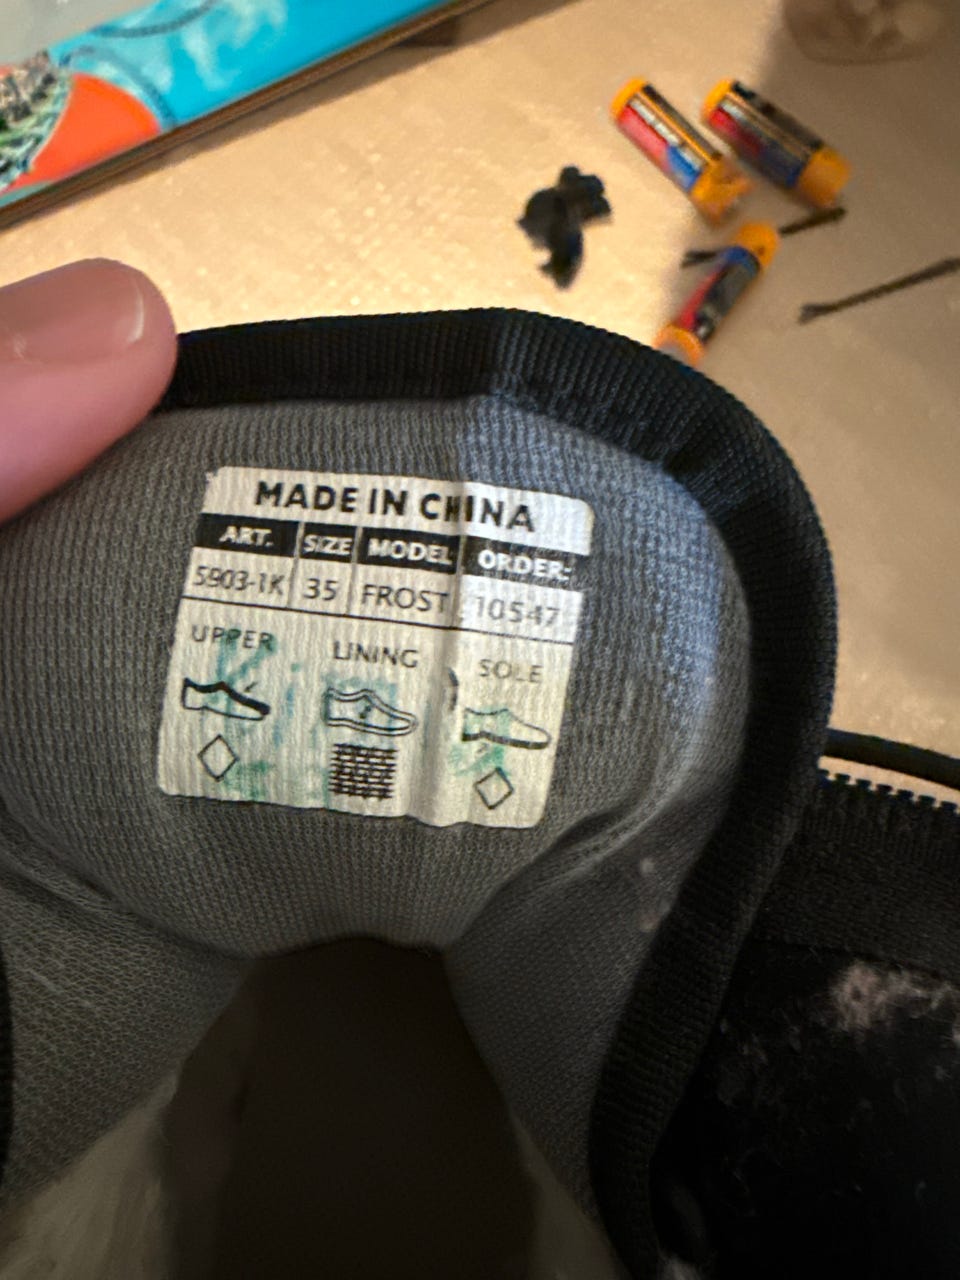 MADE IN CHINA
ART. SIZE MODEL ORDER:
5903-1K 35 FROST 10547
UPPER LINING SOLE